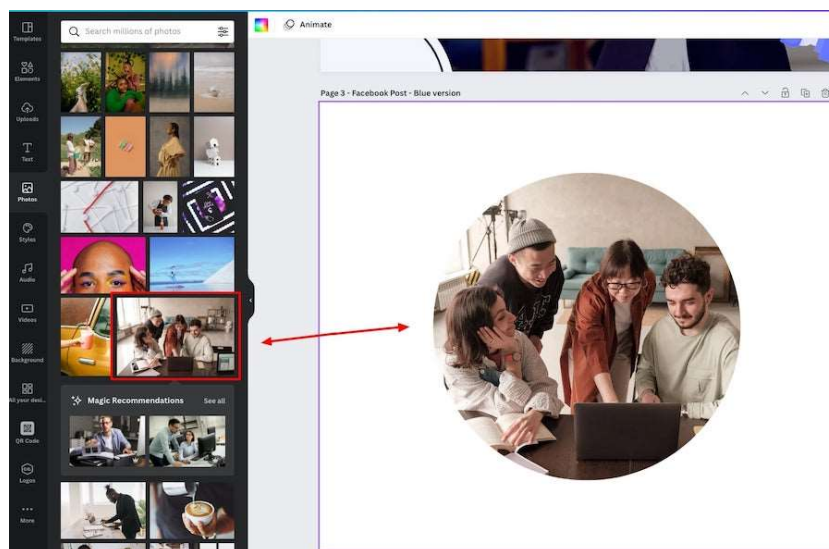 Templates
Elements
Uploads
Text
Photos
Styles
Audio
Videos
Background
All your desi...
QR Code
Logos
More
Search millions of photos
Magic Recommendations
See all
Animate
Page 3 - Facebook Post - Blue version